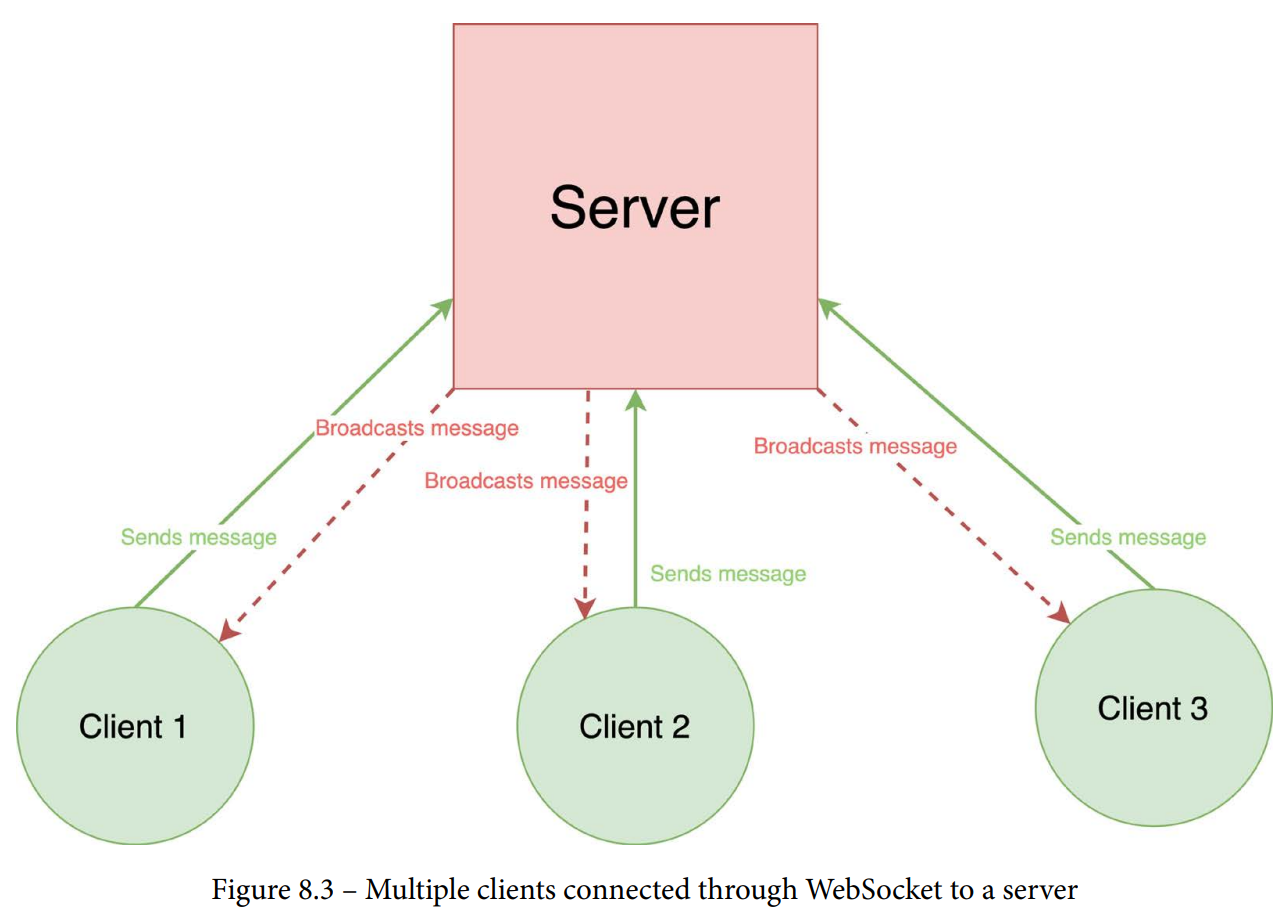 Server
Broadcasts message
Broadcasts message
Broadcasts message
Sends message
Sends message
Sends message
Client 1
Client 2
Client 3
Figure 8.3 – Multiple clients connected through WebSocket to a server